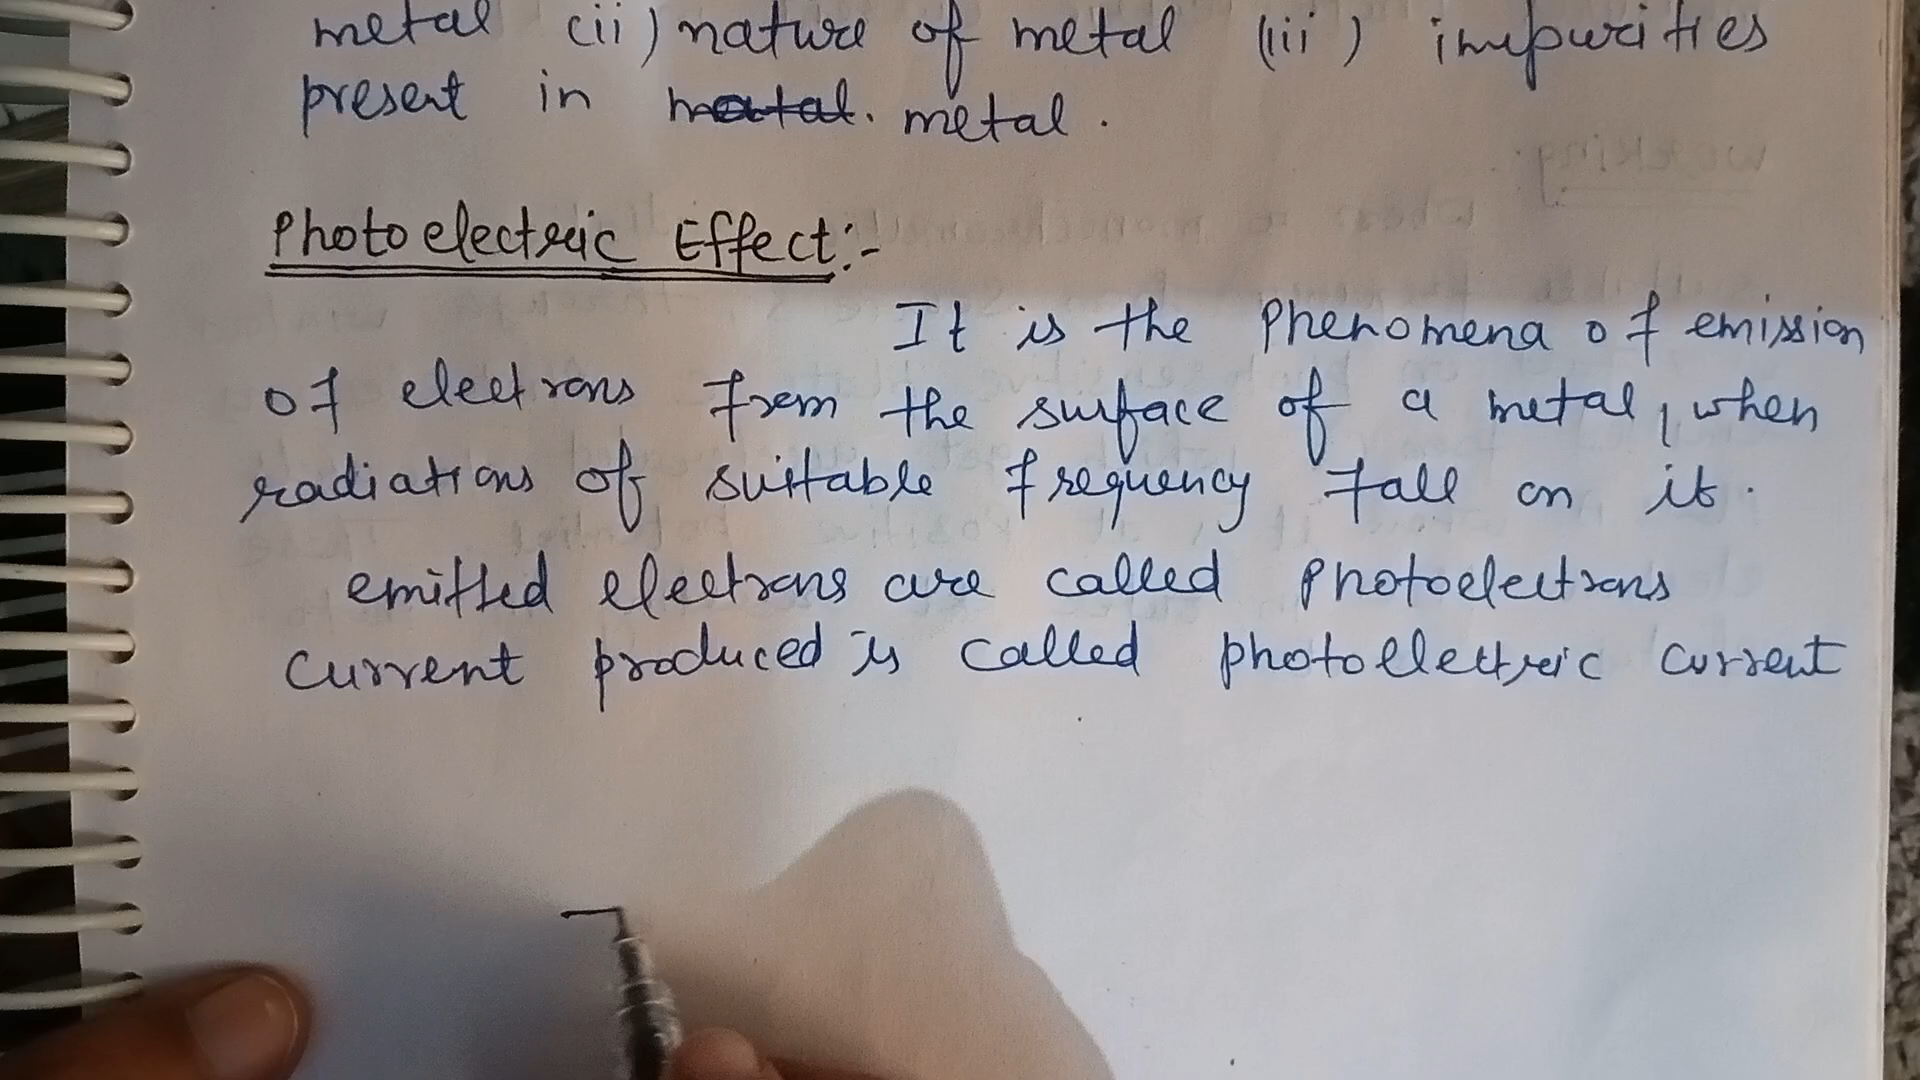 metal (ii) nature of metal (iii) impurities
present in metal.
Photoelectric Effect:-
It is the Phenomena of emission
of electrons from the surface of a metal, when
radiations of suitable frequency fall on it.
emitted electrons are called Photoelectrons
Current produced is called photoelectric current